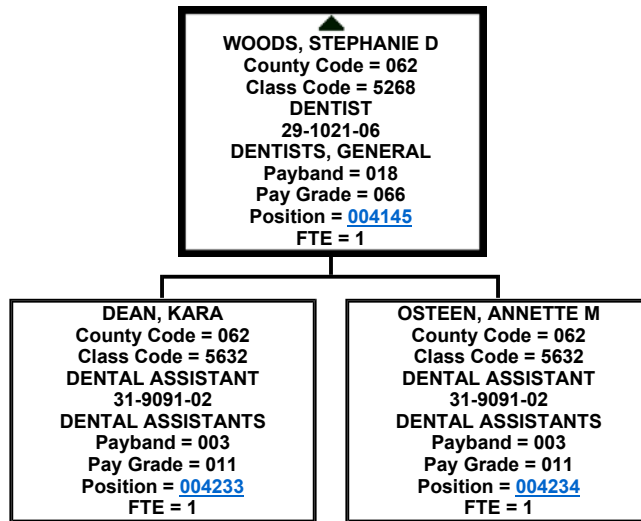 WOODS, STEPHANIE D
County Code = 062
Class Code = 5268
DENTIST
29-1021-06
DENTISTS, GENERAL
Payband = 018
Pay Grade = 066
Position = 004145
FTE = 1
DEAN, KARA
County Code = 062
Class Code = 5632
DENTAL ASSISTANT
31-9091-02
DENTAL ASSISTANTS
Payband = 003
Pay Grade = 011
Position = 004233
FTE = 1
OSTEEN, ANNETTE M
County Code = 062
Class Code = 5632
DENTAL ASSISTANT
31-9091-02
DENTAL ASSISTANTS
Payband = 003
Pay Grade = 011
Position = 004234
FTE = 1